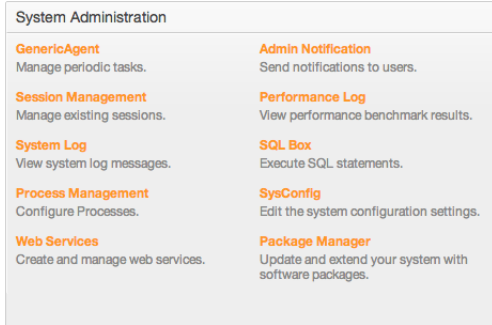 System Administration
GenericAgent
Manage periodic tasks.
Session Management
Manage existing sessions.
System Log
View system log messages.
Process Management
Configure Processes.
Web Services
Create and manage web services.
Admin Notification
Send notifications to users.
Performance Log
View performance benchmark results.
SQL Box
Execute SQL statements.
SysConfig
Edit the system configuration settings.
Package Manager
Update and extend your system with
software packages.